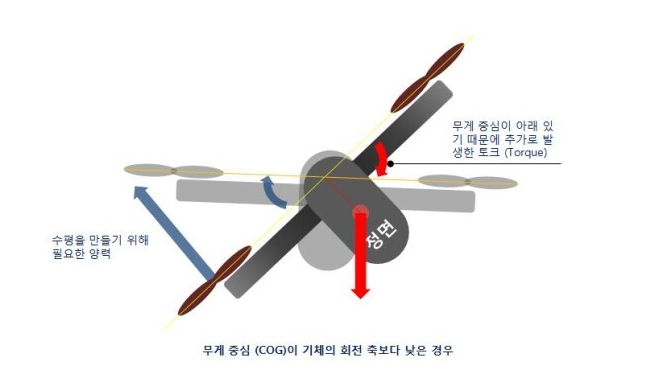 무게 중심이 아래 있
기 때문에 추가로 발
생한 토크 (Torque)
정면
수평을 만들기 위해
필요한 양력
무게 중심 (COG)이 기체의 회전 축보다 낮은 경우